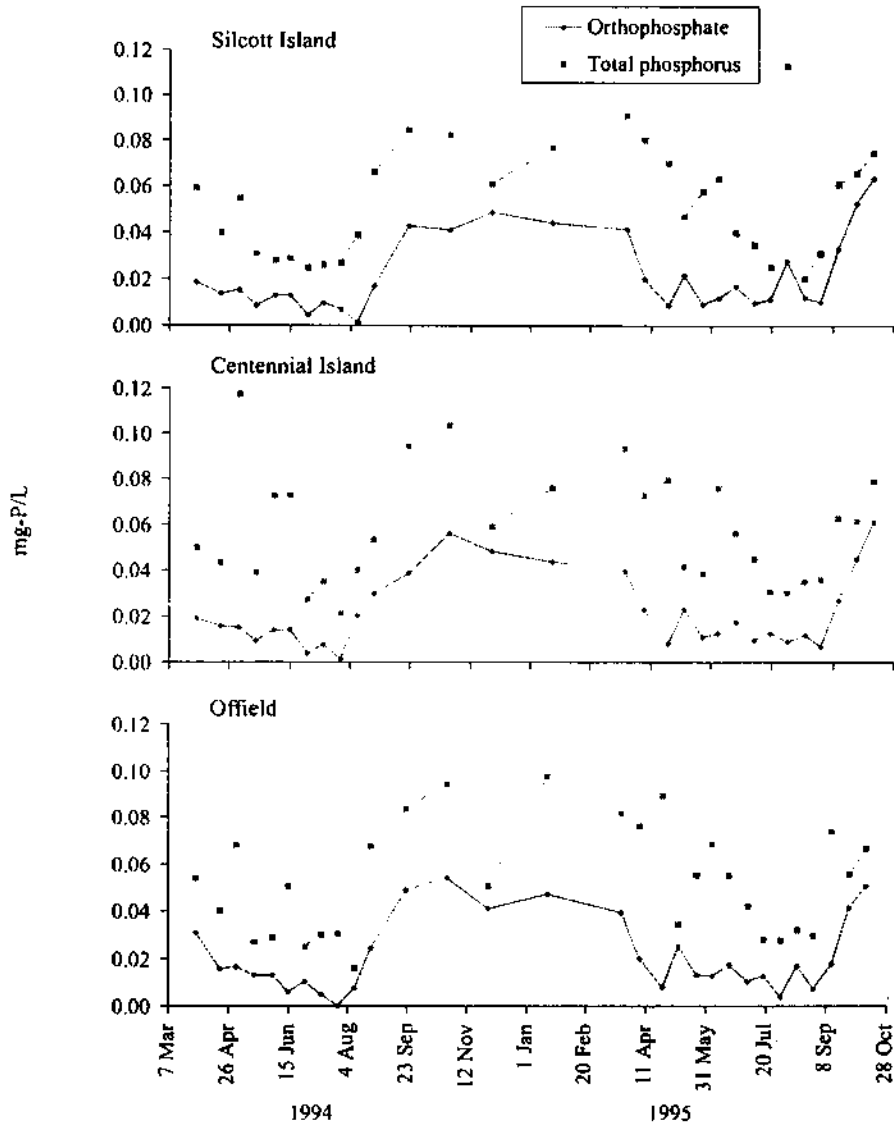 Silcott Island
Orthophosphate
Total phosphorus
0.12
0.10
0.08
0.06
0.04
0.02
0.00
Centennial Island
0.12
0.10
0.08
0.06
0.04
0.02
0.00
mg-P/L
Offield
0.12
0.10
0.08
0.06
0.04
0.02
0.00
7 Mar
26 Apr
15 Jun
4 Aug
23 Sep
12 Nov
1 Jan
20 Feb
11 Apr
31 May
20 Jul
8 Sep
28 Oct
1994
1995